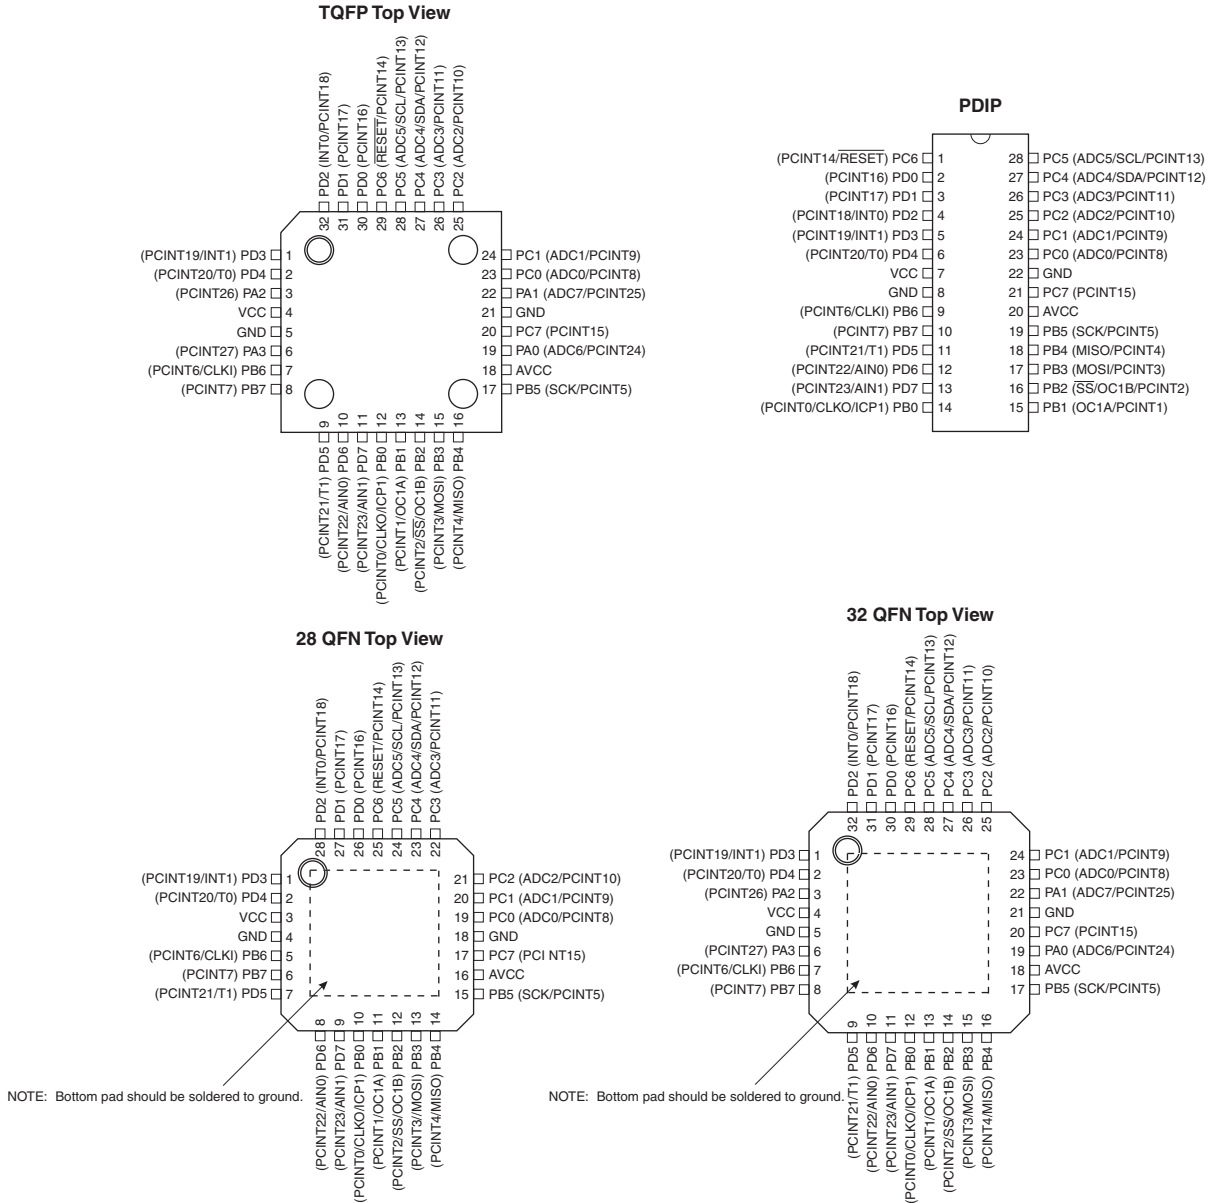 TQFP Top View
PD2 (INT0/PCINT18)
PD1 (PCINT17)
PD0 (PCINT16)
PC6 (RESET/PCINT14)
PC5 (ADC5/SCL/PCINT13)
PC4 (ADC4/SDA/PCINT12)
PC3 (ADC3/PCINT11)
PC2 (ADC2/PCINT10)
32 31 30 29 28 27 26 25
(PCINT19/INT1) PD3 1
(PCINT20/T0) PD4 2
(PCINT26) PA2 3
VCC 4
GND 5
(PCINT27) PA3 6
(PCINT6/CLKI) PB6 7
(PCINT7) PB7 8
24 PC1 (ADC1/PCINT9)
23 PC0 (ADC0/PCINT8)
22 PA1 (ADC7/PCINT25)
21 GND
20 PC7 (PCINT15)
19 PA0 (ADC6/PCINT24)
18 AVCC
17 PB5 (SCK/PCINT5)
9 10 11 12 13 14 15 16
(PCINT21/T1) PD5
(PCINT22/AIN0) PD6
(PCINT23/AIN1) PD7
(PCINT0/CLKO/ICP1) PB0
(PCINT1/OC1A) PB1
(PCINT2/SS/OC1B) PB2
(PCINT3/MOSI) PB3
(PCINT4/MISO) PB4
PDIP
(PCINT14/RESET) PC6 1 28 PC5 (ADC5/SCL/PCINT13)
(PCINT16) PD0 2 27 PC4 (ADC4/SDA/PCINT12)
(PCINT17) PD1 3 26 PC3 (ADC3/PCINT11)
(PCINT18/INT0) PD2 4 25 PC2 (ADC2/PCINT10)
(PCINT19/INT1) PD3 5 24 PC1 (ADC1/PCINT9)
(PCINT20/T0) PD4 6 23 PC0 (ADC0/PCINT8)
VCC 7 22 GND
GND 8 21 PC7 (PCINT15)
(PCINT6/CLKI) PB6 9 20 AVCC
(PCINT7) PB7 10 19 PB5 (SCK/PCINT5)
(PCINT21/T1) PD5 11 18 PB4 (MISO/PCINT4)
(PCINT22/AIN0) PD6 12 17 PB3 (MOSI/PCINT3)
(PCINT23/AIN1) PD7 13 16 PB2 (SS/OC1B/PCINT2)
(PCINT0/CLKO/ICP1) PB0 14 15 PB1 (OC1A/PCINT1)
28 QFN Top View
PD2 (INT0/PCINT18)
PD1 (PCINT17)
PD0 (PCINT16)
PC6 (RESET/PCINT14)
PC5 (ADC5/SCL/PCINT13)
PC4 (ADC4/SDA/PCINT12)
PC3 (ADC3/PCINT11)
28 27 26 25 24 23 22
(PCINT19/INT1) PD3 1
(PCINT20/T0) PD4 2
VCC 3
GND 4
(PCINT6/CLKI) PB6 5
(PCINT7) PB7 6
(PCINT21/T1) PD5 7
21 PC2 (ADC2/PCINT10)
20 PC1 (ADC1/PCINT9)
19 PC0 (ADC0/PCINT8)
18 GND
17 PC7 (PCI NT15)
16 AVCC
15 PB5 (SCK/PCINT5)
8 9 10 11 12 13 14
(PCINT22/AIN0) PD6
(PCINT23/AIN1) PD7
(PCINT0/CLKO/ICP1) PB0
(PCINT1/OC1A) PB1
(PCINT2/SS/OC1B) PB2
(PCINT3/MOSI) PB3
(PCINT4/MISO) PB4
NOTE: Bottom pad should be soldered to ground.
32 QFN Top View
PD2 (INT0/PCINT18)
PD1 (PCINT17)
PD0 (PCINT16)
PC6 (RESET/PCINT14)
PC5 (ADC5/SCL/PCINT13)
PC4 (ADC4/SDA/PCINT12)
PC3 (ADC3/PCINT11)
PC2 (ADC2/PCINT10)
32 31 30 29 28 27 26 25
(PCINT19/INT1) PD3 1
(PCINT20/T0) PD4 2
(PCINT26) PA2 3
VCC 4
GND 5
(PCINT27) PA3 6
(PCINT6/CLKI) PB6 7
(PCINT7) PB7 8
24 PC1 (ADC1/PCINT9)
23 PC0 (ADC0/PCINT8)
22 PA1 (ADC7/PCINT25)
21 GND
20 PC7 (PCINT15)
19 PA0 (ADC6/PCINT24)
18 AVCC
17 PB5 (SCK/PCINT5)
9 10 11 12 13 14 15 16
(PCINT21/T1) PD5
(PCINT22/AIN0) PD6
(PCINT23/AIN1) PD7
(PCINT0/CLKO/ICP1) PB0
(PCINT1/OC1A) PB1
(PCINT2/SS/OC1B) PB2
(PCINT3/MOSI) PB3
(PCINT4/MISO) PB4
NOTE: Bottom pad should be soldered to ground.